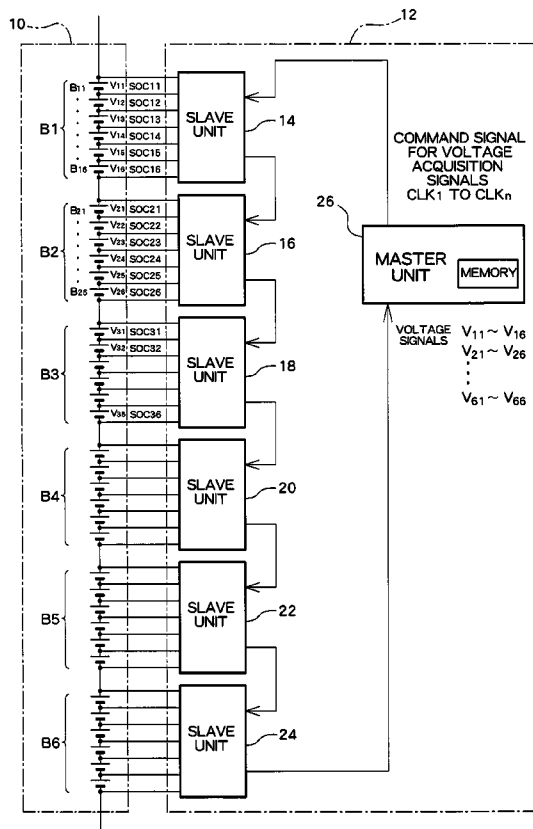 10
12
B1
B11
B16
V11 SOC11
V12 SOC12
V13 SOC13
V14 SOC14
V15 SOC15
V16 SOC16
SLAVE
UNIT
14
COMMAND SIGNAL
FOR VOLTAGE
ACQUISITION
SIGNALS
CLK1 TO CLKn
B2
B21
B26
V21 SOC21
V22 SOC22
V23 SOC23
V24 SOC24
V25 SOC25
V26 SOC26
SLAVE
UNIT
16
26
MASTER
UNIT
MEMORY
B3
V31 SOC31
V32 SOC32
V36 SOC36
SLAVE
UNIT
18
VOLTAGE
SIGNALS
V11 ~ V16
V21 ~ V26
V61 ~ V66
B4
SLAVE
UNIT
20
B5
SLAVE
UNIT
22
B6
SLAVE
UNIT
24